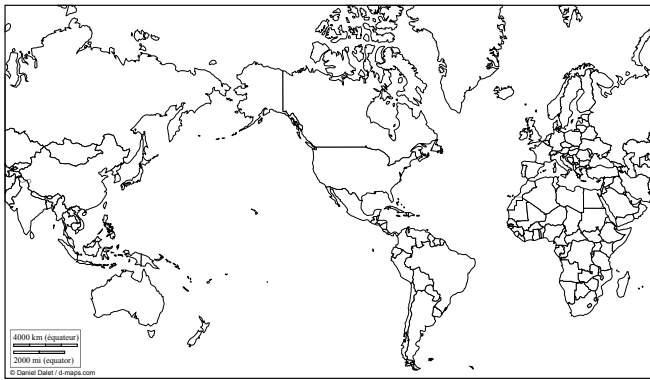 4000 km (équateur)
2000 mi (equator)
© Daniel Dalet / d-maps.com